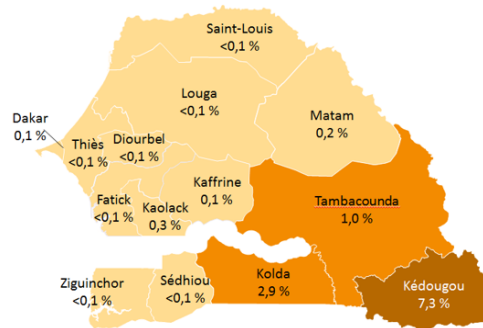 Saint-Louis
<0,1 %
Louga
<0,1 %
Matam
0,2 %
Dakar
0,1 %
Thiès
<0,1 %
Diourbel
<0,1 %
Kaffrine
0,1 %
Fatick
<0,1 %
Kaolack
0,3 %
Tambacounda
1,0 %
Ziguinchor
<0,1 %
Sédhiou
<0,1 %
Kolda
2,9 %
Kédougou
7,3 %